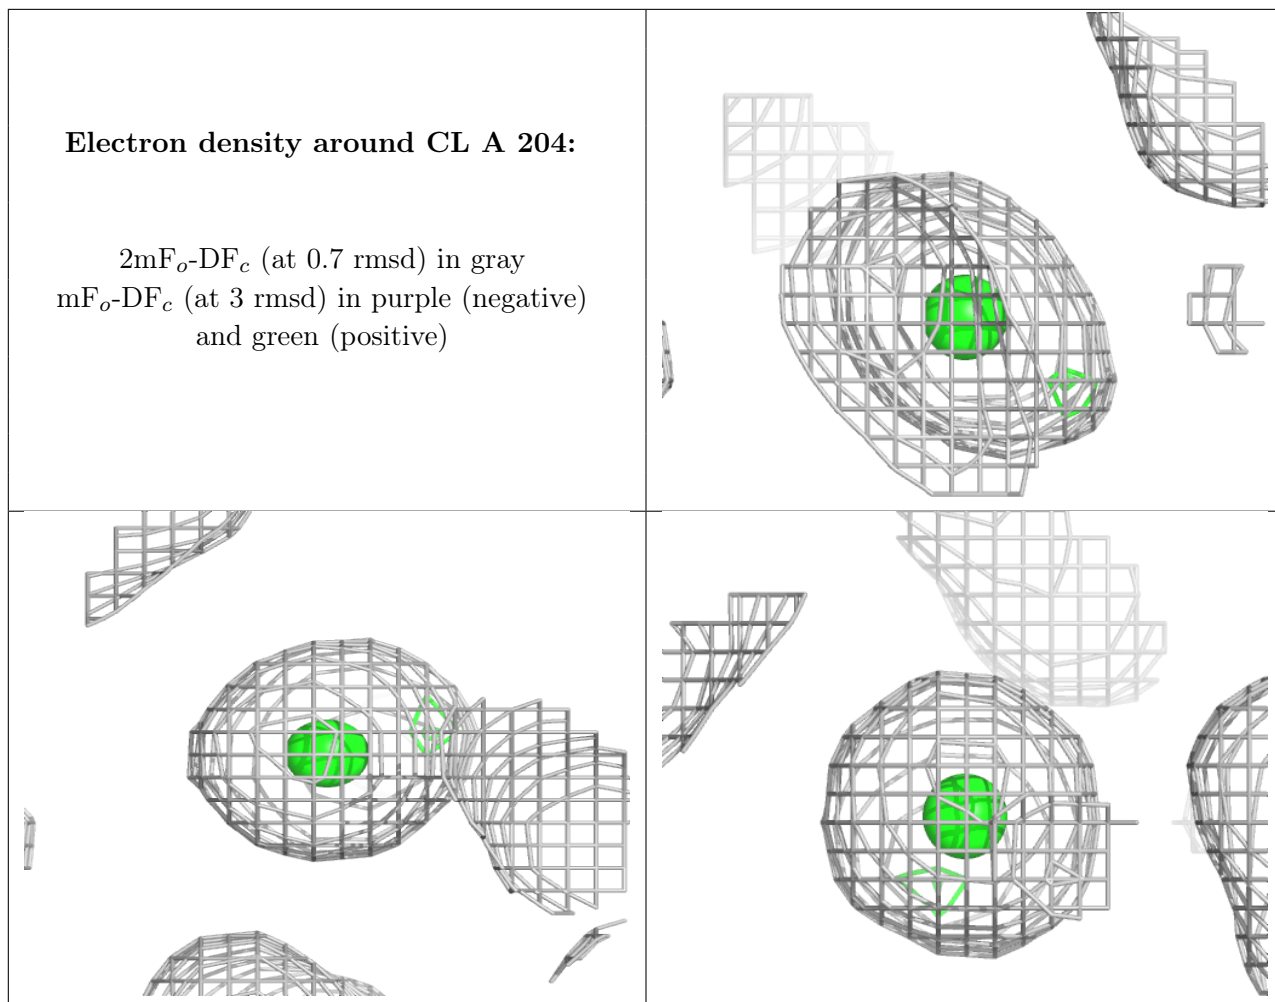 Electron density around CL A 204:
2mFo-DFc (at 0.7 rmsd) in gray
mFo-DFc (at 3 rmsd) in purple (negative)
and green (positive)